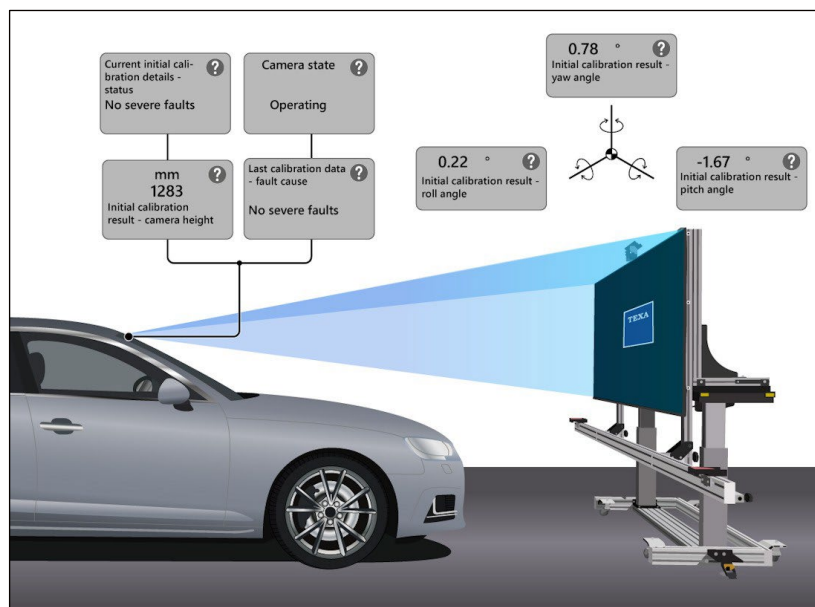 Current initial cali-
bration details -
status
?
No severe faults
Camera state
?
Operating
0.78 °
?
Initial calibration result -
yaw angle
mm
?
1283
Initial calibration
result - camera height
Last calibration data
- fault cause
?
No severe faults
0.22 °
?
Initial calibration result -
roll angle
-1.67 °
?
Initial calibration result -
pitch angle
TEXA